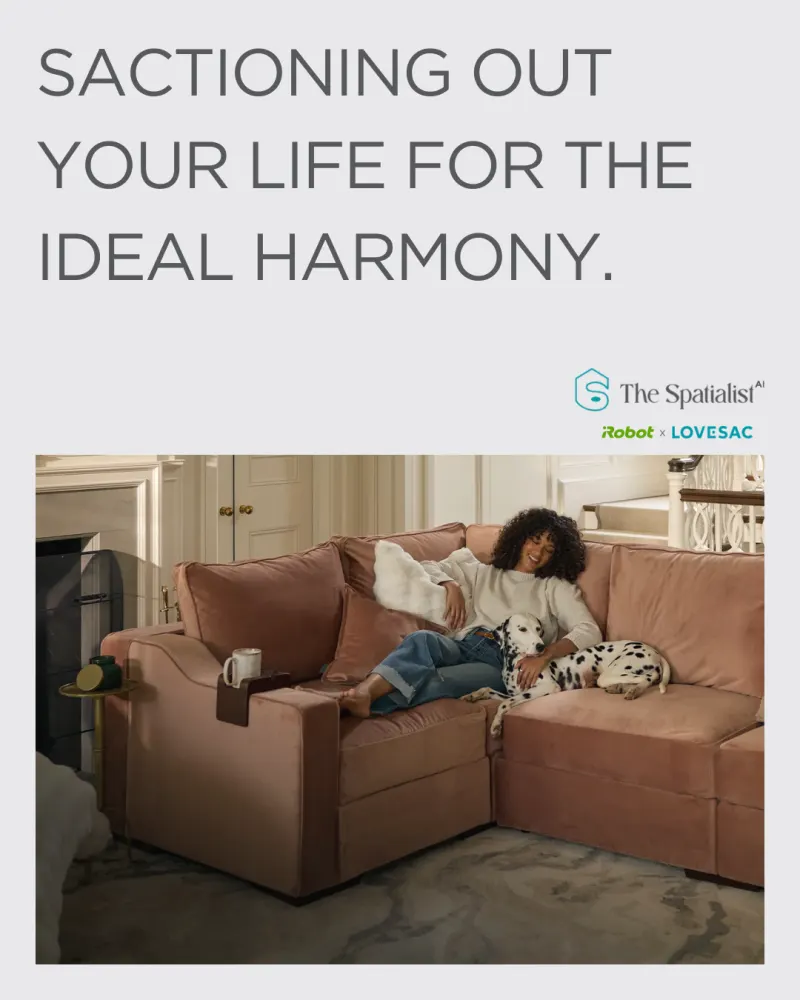 SACTIONING OUT
YOUR LIFE FOR THE
IDEAL HARMONY.
The Spatialist AI
iRobot x LOVESAC